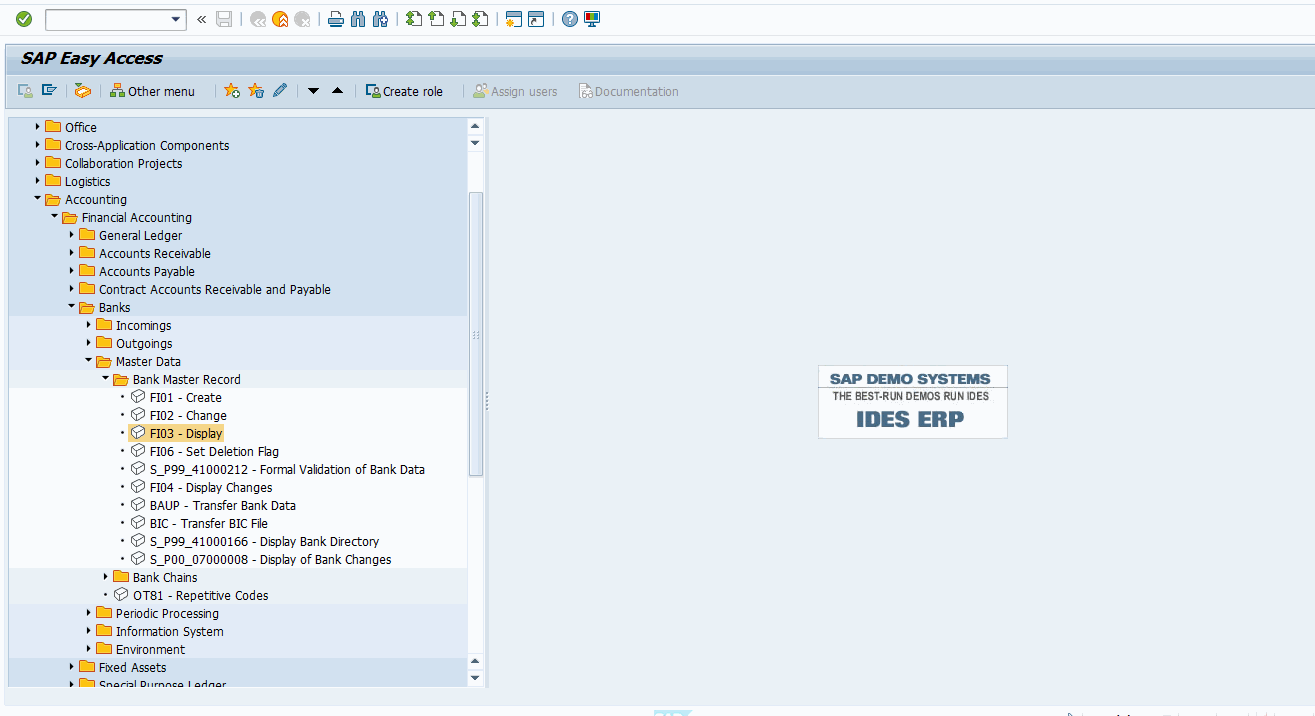 SAP Easy Access
Other menu Create role Assign users Documentation
Office
Cross-Application Components
Collaboration Projects
Logistics
Accounting
Financial Accounting
General Ledger
Accounts Receivable
Accounts Payable
Contract Accounts Receivable and Payable
Banks
Incomings
Outgoings
Master Data
Bank Master Record
FI01 - Create
FI02 - Change
FI03 - Display
FI06 - Set Deletion Flag
S_P99_41000212 - Formal Validation of Bank Data
FI04 - Display Changes
BAUP - Transfer Bank Data
BIC - Transfer BIC File
S_P99_41000166 - Display Bank Directory
S_P00_07000008 - Display of Bank Changes
Bank Chains
OT81 - Repetitive Codes
Periodic Processing
Information System
Environment
Fixed Assets
Special Purpose Ledger
SAP DEMO SYSTEMS
THE BEST-RUN DEMOS RUN IDES
IDES ERP